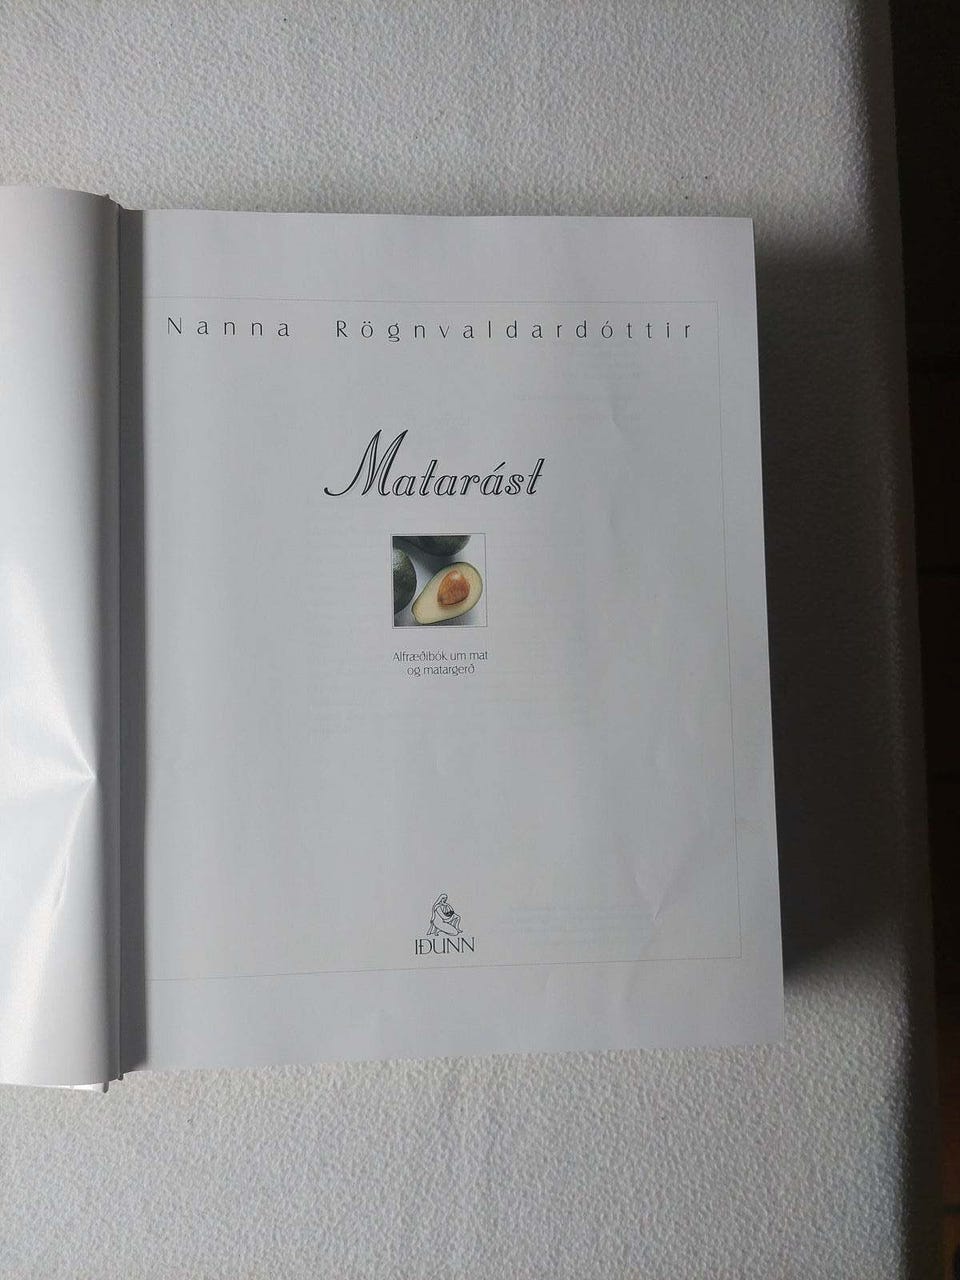 Nanna Rögnvaldardóttir
Matarást
Alfræðibók um mat
og matargerð
IÐUNN